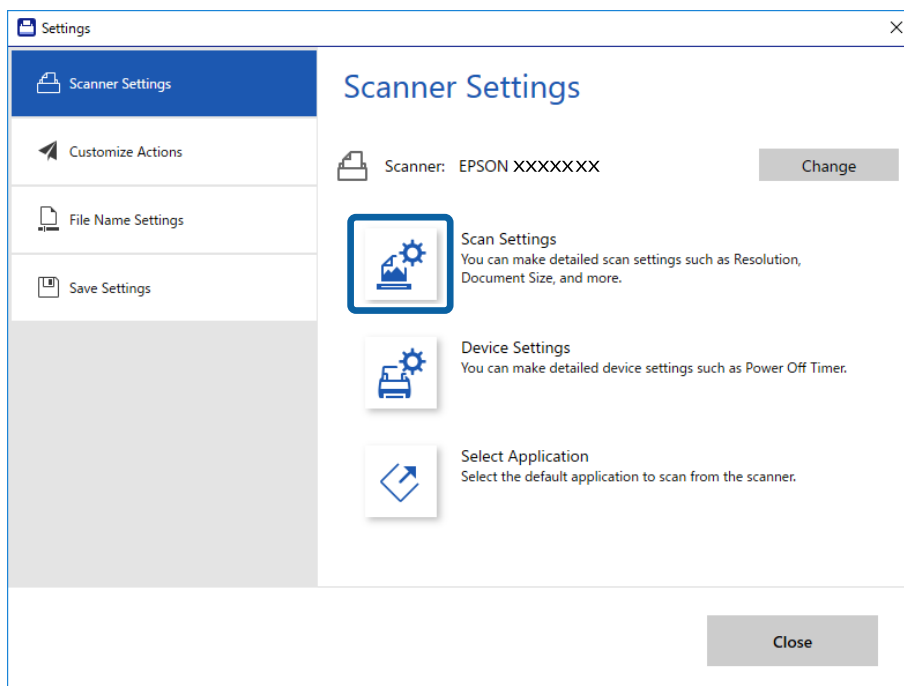 Settings
Scanner Settings
Customize Actions
File Name Settings
Save Settings
Scanner Settings
Scanner: EPSON XXXXXXX
Change
Scan Settings
You can make detailed scan settings such as Resolution,
Document Size, and more.
Device Settings
You can make detailed device settings such as Power Off Timer.
Select Application
Select the default application to scan from the scanner.
Close